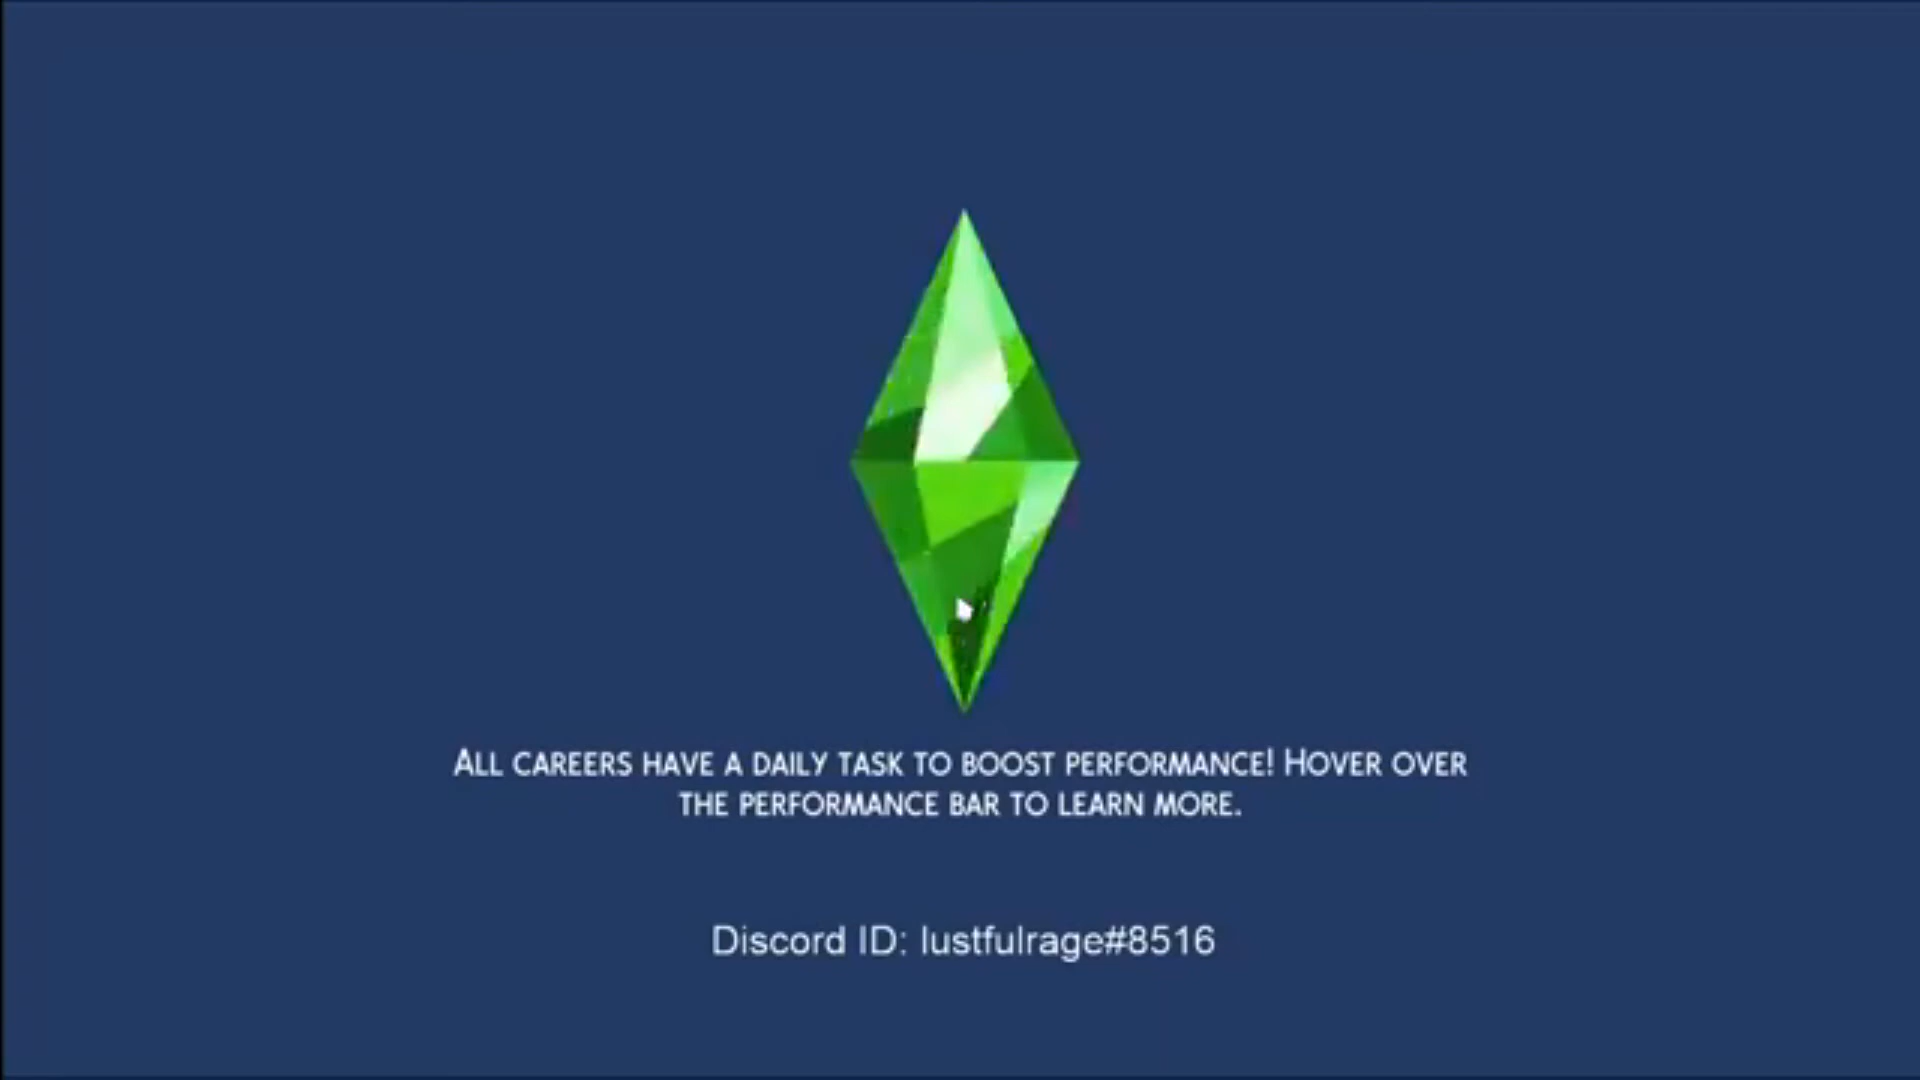 All careers have a daily task to boost performance! Hover over
the performance bar to learn more.
Discord ID: lustfulrage#8516